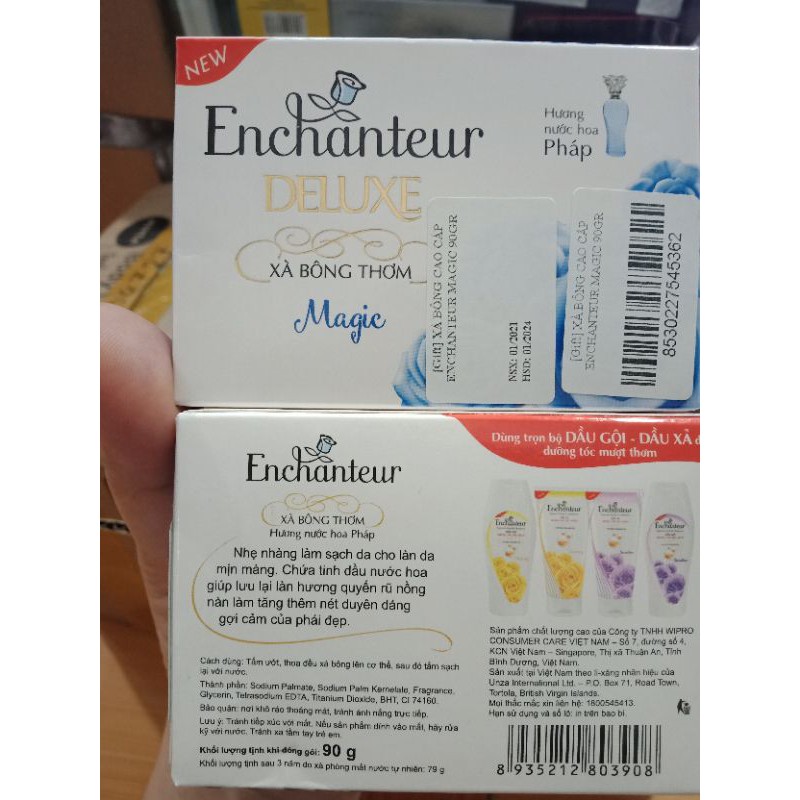 NEW
Enchanteur
DELUXE
XÀ BÔNG THƠM
Magic
Hương
nước hoa
Pháp
[Gift] XÀ BÔNG CAO CẤP
ENCHANTEUR MAGIC 90GR
NSX: 01/2021
HSD: 01/2024
[Gift] XÀ BÔNG CAO CẤP
ENCHANTEUR MAGIC 90GR
8530227545362
Enchanteur
XÀ BÔNG THƠM
Hương nước hoa Pháp
Nhẹ nhàng làm sạch da cho làn da
mịn màng. Chứa tinh dầu nước hoa
giúp lưu lại làn hương quyến rũ nồng
nàn làm tăng thêm nét duyên dáng
gợi cảm của phái đẹp.
Cách dùng: Tắm ướt, thoa đều xà bông lên cơ thể, sau đó tắm sạch
lại với nước.
Thành phần: Sodium Palmate, Sodium Palm Kernelate, Fragrance,
Glycerin, Tetrasodium EDTA, Titanium Dioxide, BHT, CI 74160.
Bảo quản: nơi khô ráo thoáng mát, tránh ánh nắng trực tiếp.
Lưu ý: Tránh tiếp xúc với mắt. Nếu sản phẩm dính vào mắt, hãy rửa
kỹ với nước. Tránh xa tầm tay trẻ em.
Khối lượng tịnh khi đóng gói: 90 g
Khối lượng tịnh sau 3 năm do xà phòng mất nước tự nhiên: 79 g
Dùng trọn bộ DẦU GỘI - DẦU XẢ
dưỡng tóc mượt thơm
Enchanteur
Enchanteur
Enchanteur
Enchanteur
Sản phẩm chất lượng cao của Công ty TNHH WIPRO
CONSUMER CARE VIỆT NAM – Số 7, đường số 4,
KCN Việt Nam – Singapore, Thị xã Thuận An, Tỉnh
Bình Dương, Việt Nam.
Sản xuất tại Việt Nam theo li-xăng nhãn hiệu của
Unza International Ltd. – P.O. Box 71, Road Town,
Tortola, British Virgin Islands.
Mọi thắc mắc xin liên hệ: 1800545413.
Hạn sử dụng và số lô: in trên bao bì.
8 935212 803908